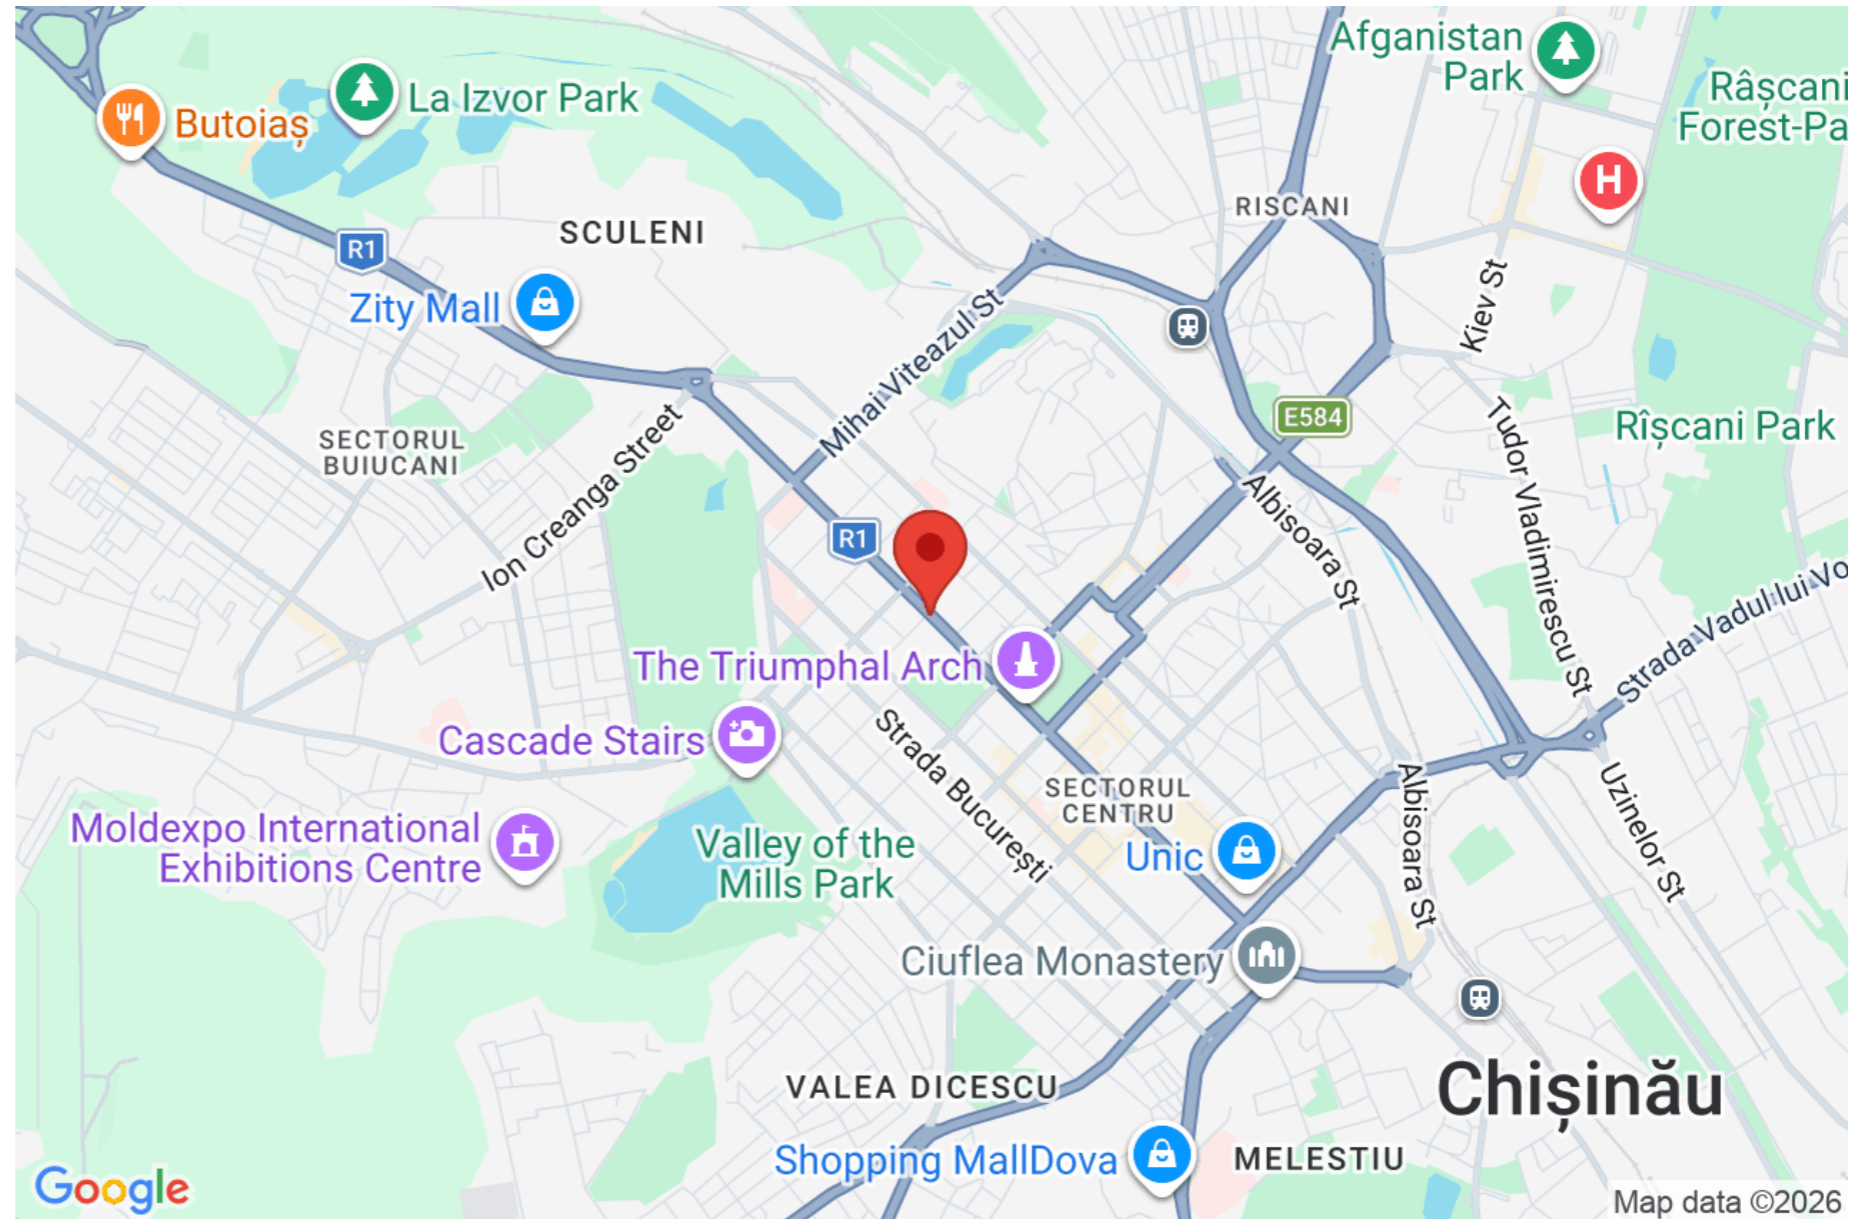 Afganistan
Park
La Izvor Park
Râșcani
Forest-Pa
Butoiaș
H
RISCANI
SCULENI
R1
Zity Mall
Kiev St
Mihai Viteazul St
E584
SECTORUL
BUIUCANI
Rîșcani Park
Ion Creanga Street
Tudor Vladimirescu St
Albisoara St
R1
Strada Vadul lui Vo
The Triumphal Arch
Cascade Stairs
Strada București
SECTORUL
CENTRU
Albisoara St
Uzinelor St
Moldexpo International
Exhibitions Centre
Valley of the
Mills Park
Unic
Ciuflea Monastery
VALEA DICESCU
Chișinău
Shopping MallDova
MELESTIU
Google
Map data ©2026